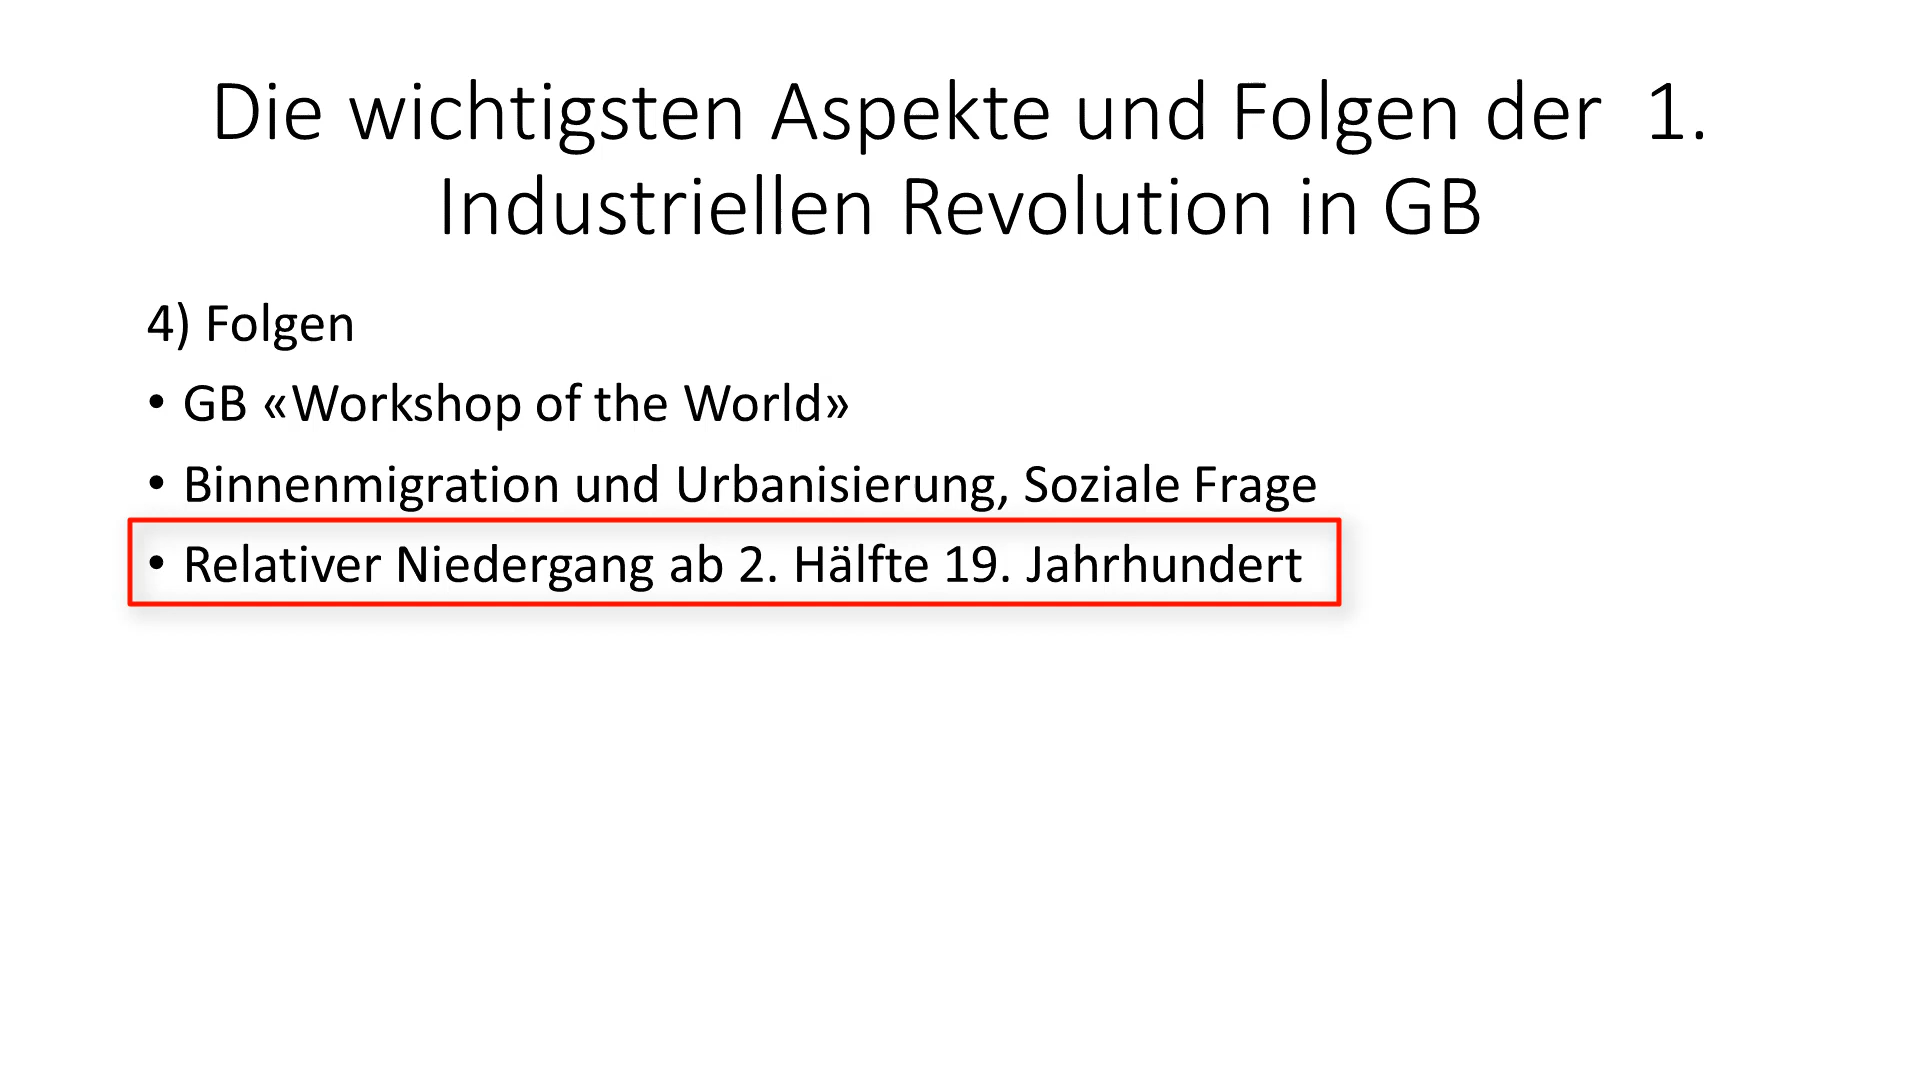 Die wichtigsten Aspekte und Folgen der  1.
Industriellen Revolution in GB
4) Folgen
• GB «Workshop of the World»
• Binnenmigration und Urbanisierung, Soziale Frage
• Relativer Niedergang ab 2. Hälfte 19. Jahrhundert